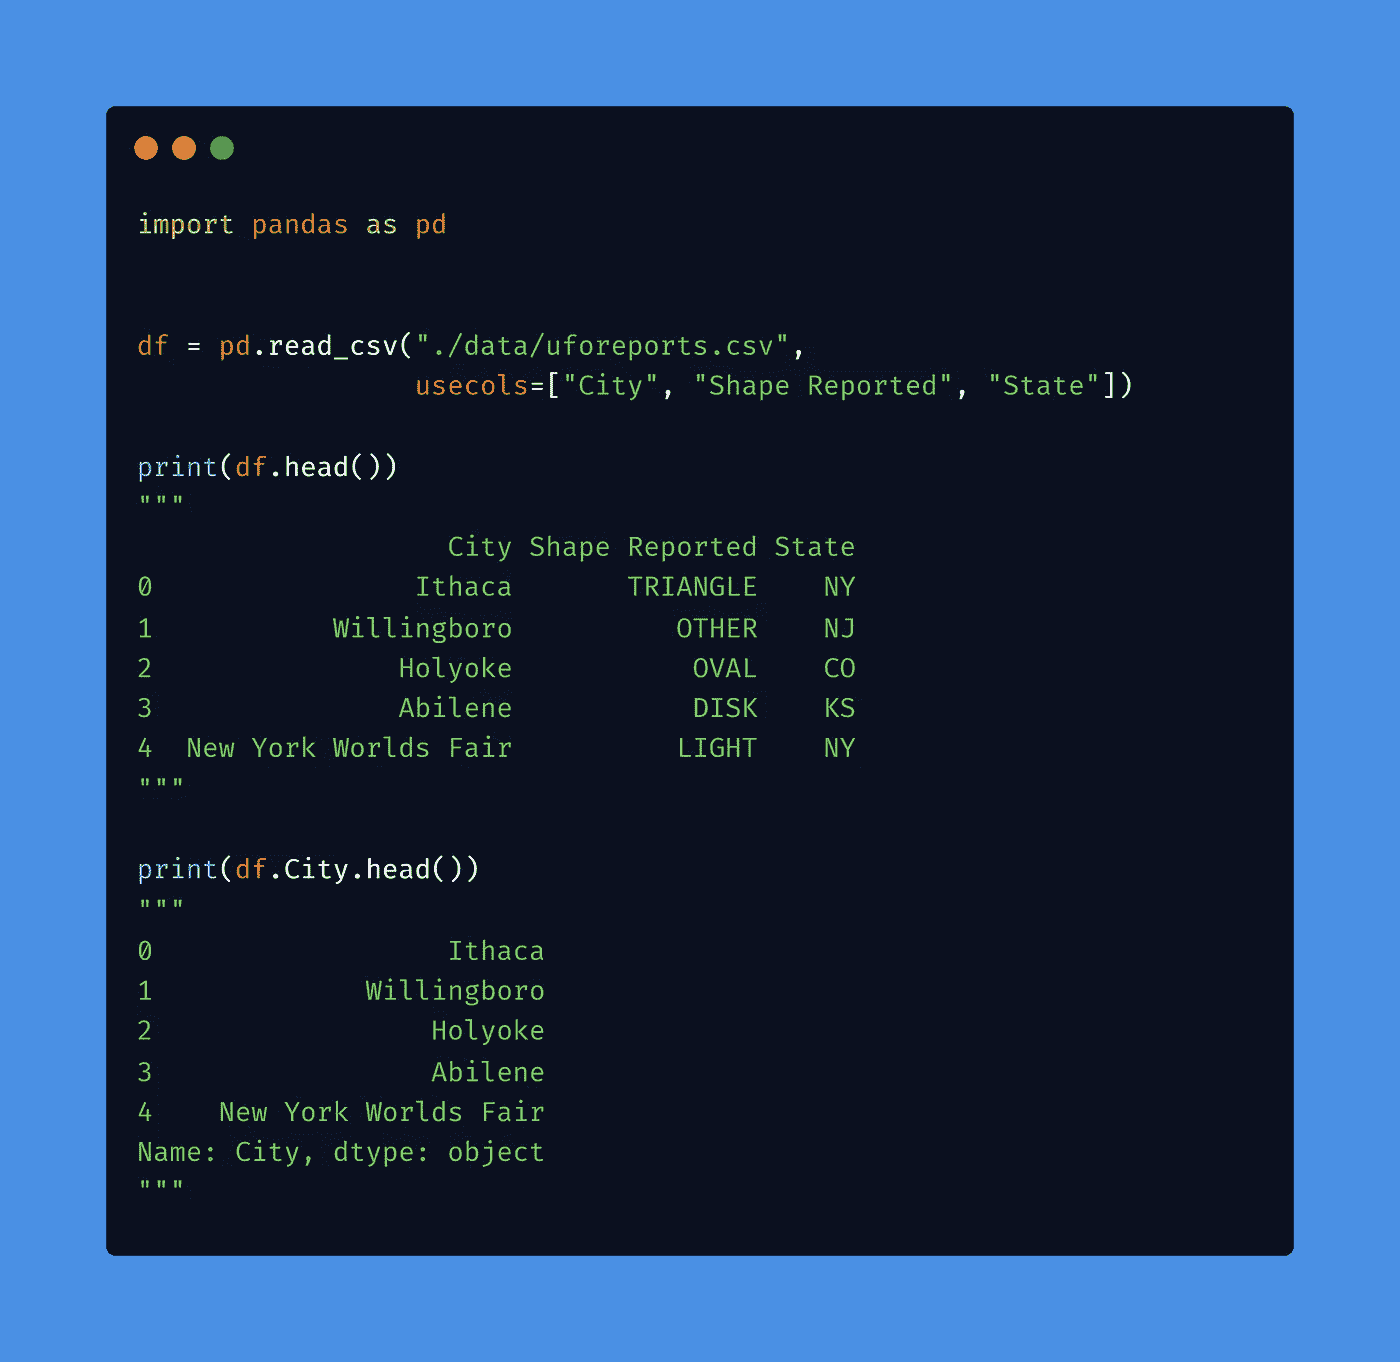 import pandas as pd
df = pd.read_csv("./data/uforeports.csv",
                 usecols=["City", "Shape Reported", "State"])
print(df.head())
"""
                   City Shape Reported State
0                Ithaca       TRIANGLE    NY
1           Willingboro          OTHER    NJ
2               Holyoke           OVAL    CO
3               Abilene           DISK    KS
4  New York Worlds Fair          LIGHT    NY
"""
print(df.City.head())
"""
0                  Ithaca
1             Willingboro
2                 Holyoke
3                 Abilene
4    New York Worlds Fair
Name: City, dtype: object
"""